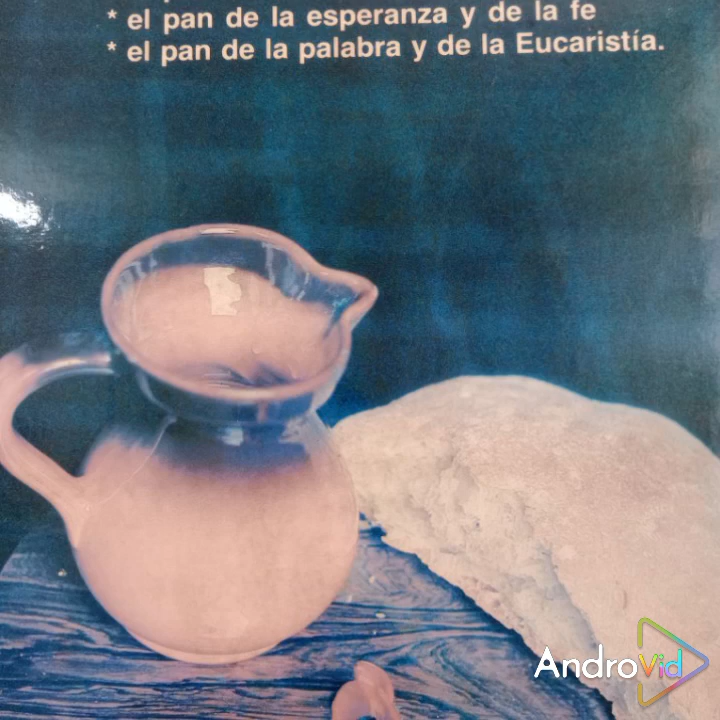 * el pan de la esperanza y de la fe
* el pan de la palabra y de la Eucaristía.
AndroVid